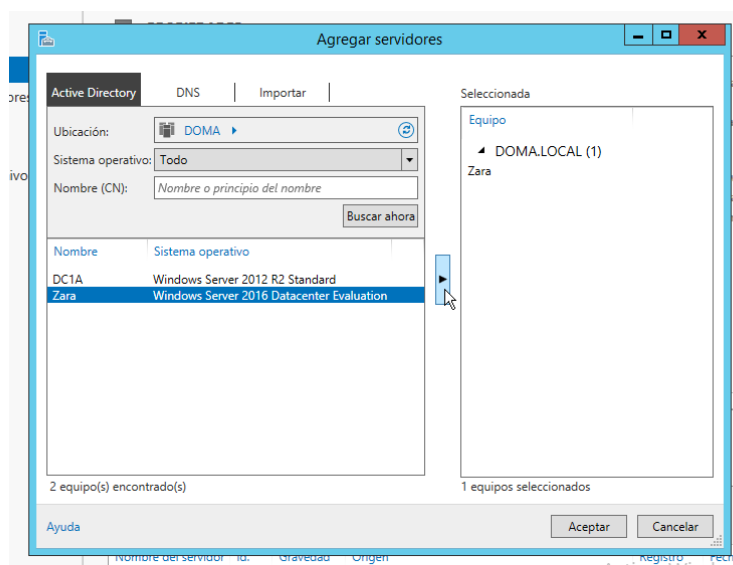 Agregar servidores
Active Directory
DNS
Importar
Ubicación:
DOMA
Sistema operativo:
Todo
Nombre (CN):
Nombre o principio del nombre
Buscar ahora
Nombre Sistema operativo
DC1A Windows Server 2012 R2 Standard
Zara Windows Server 2016 Datacenter Evaluation
2 equipo(s) encontrado(s)
Seleccionada
Equipo
DOMA.LOCAL (1)
Zara
1 equipos seleccionados
Ayuda
Aceptar
Cancelar
Nombre del servidor Id. Gravedad Origen Registro